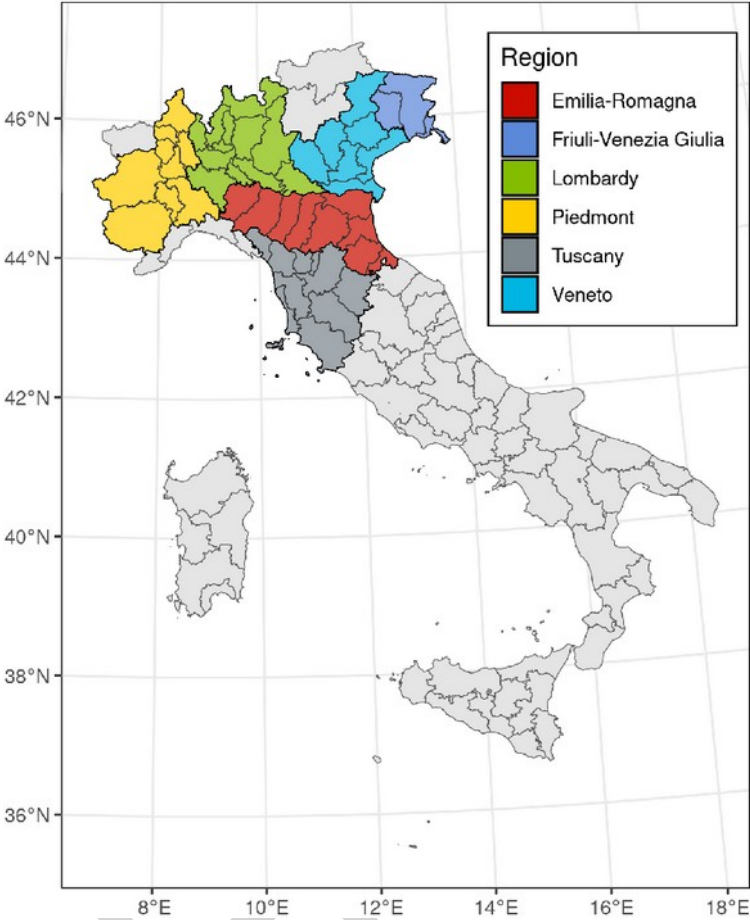 Region
Emilia-Romagna
Friuli-Venezia Giulia
Lombardy
Piedmont
Tuscany
Veneto
46°N
44°N
42°N
40°N
38°N
36°N
8°E 10°E 12°E 14°E 16°E 18°E